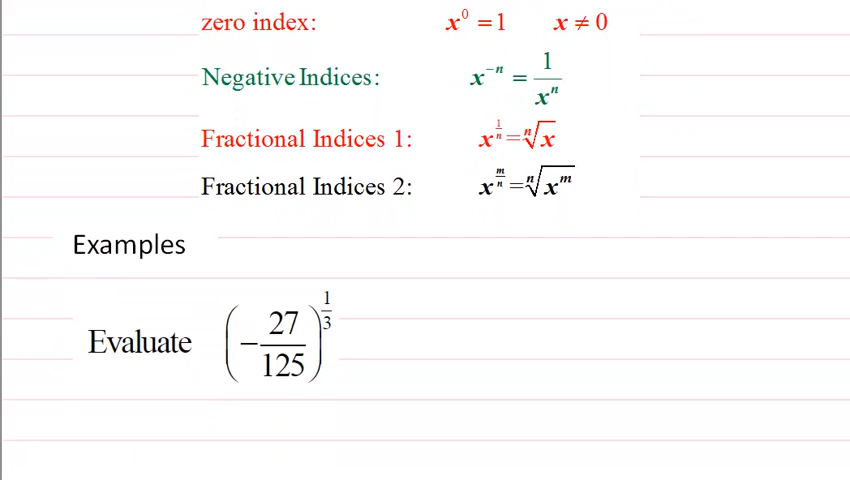 zero index: x⁰ = 1 x ≠ 0
Negative Indices: x⁻ⁿ = 1/xⁿ
Fractional Indices 1: x^(1/n) = ⁿ√x
Fractional Indices 2: x^(m/n) = ⁿ√(xᵐ)
Examples
Evaluate (−27/125)^(1/3)